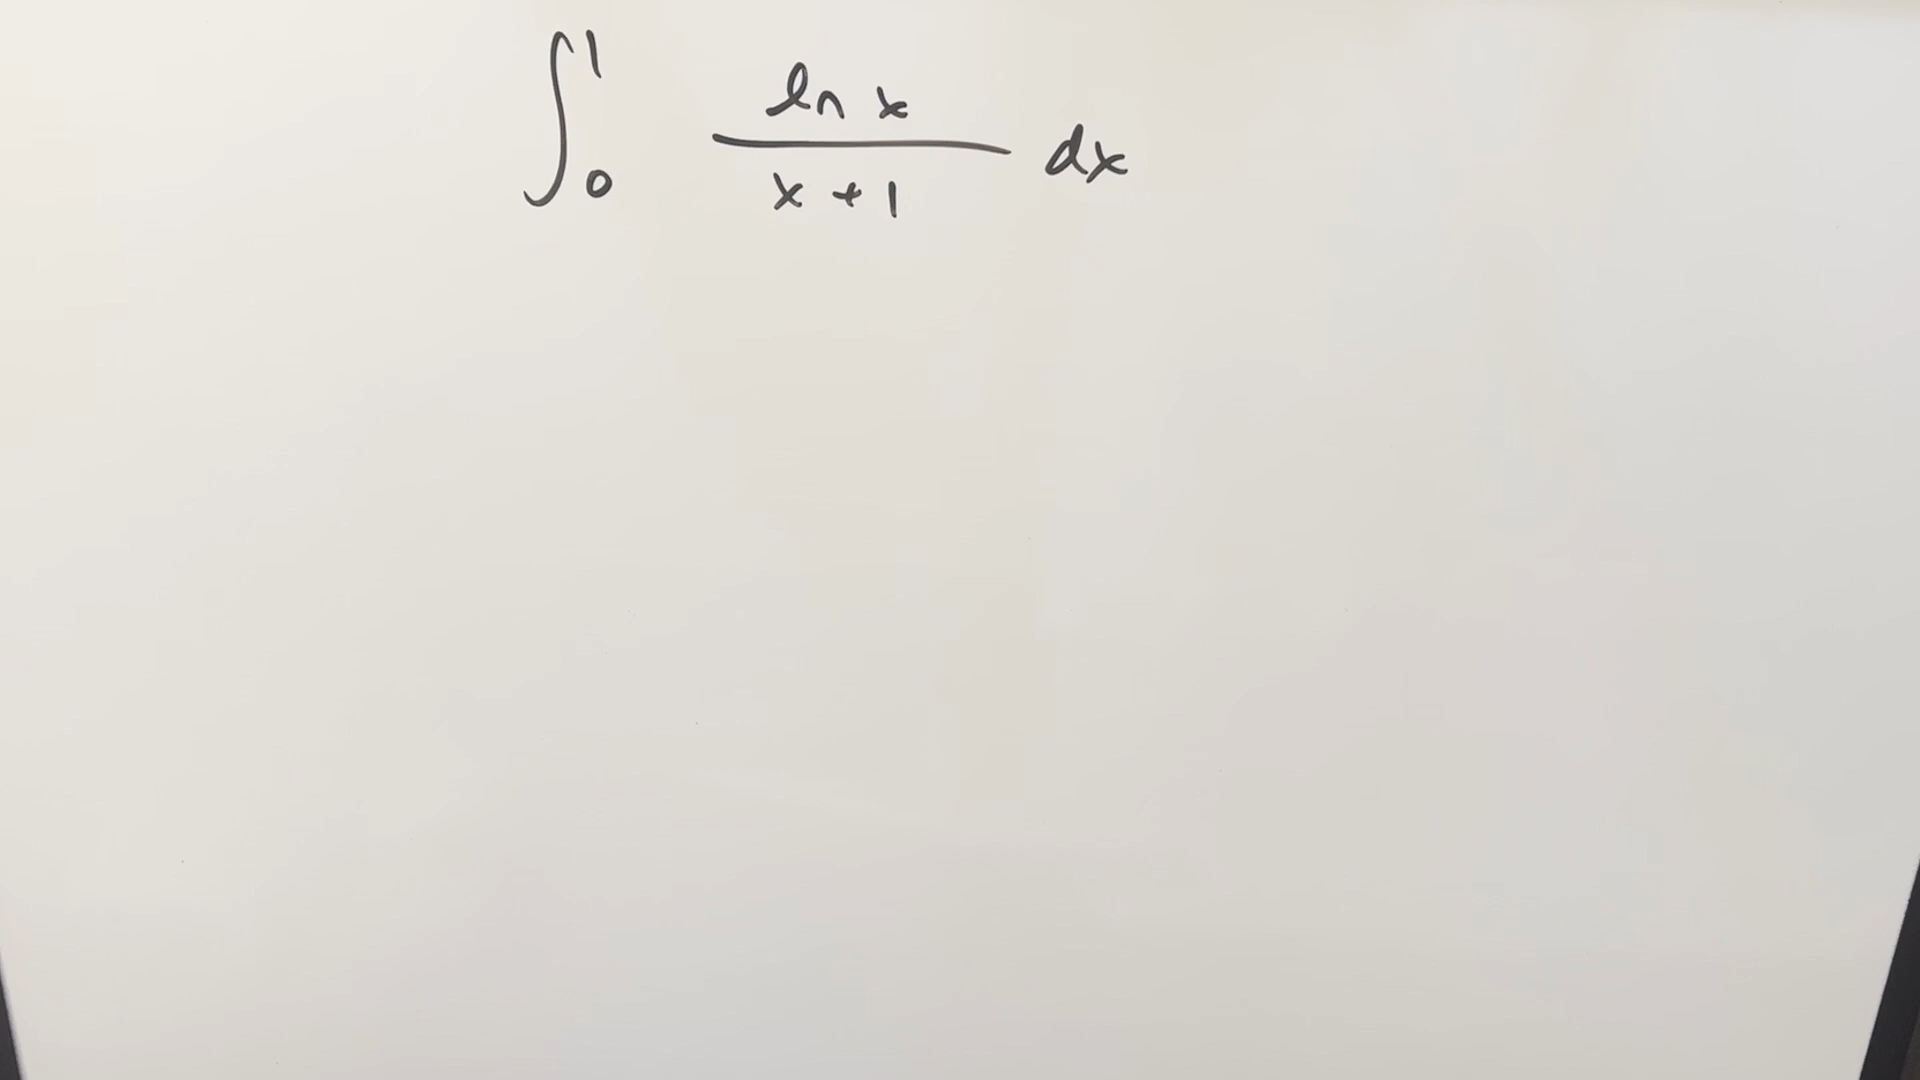 ∫₀¹ ln x / x + 1 dx